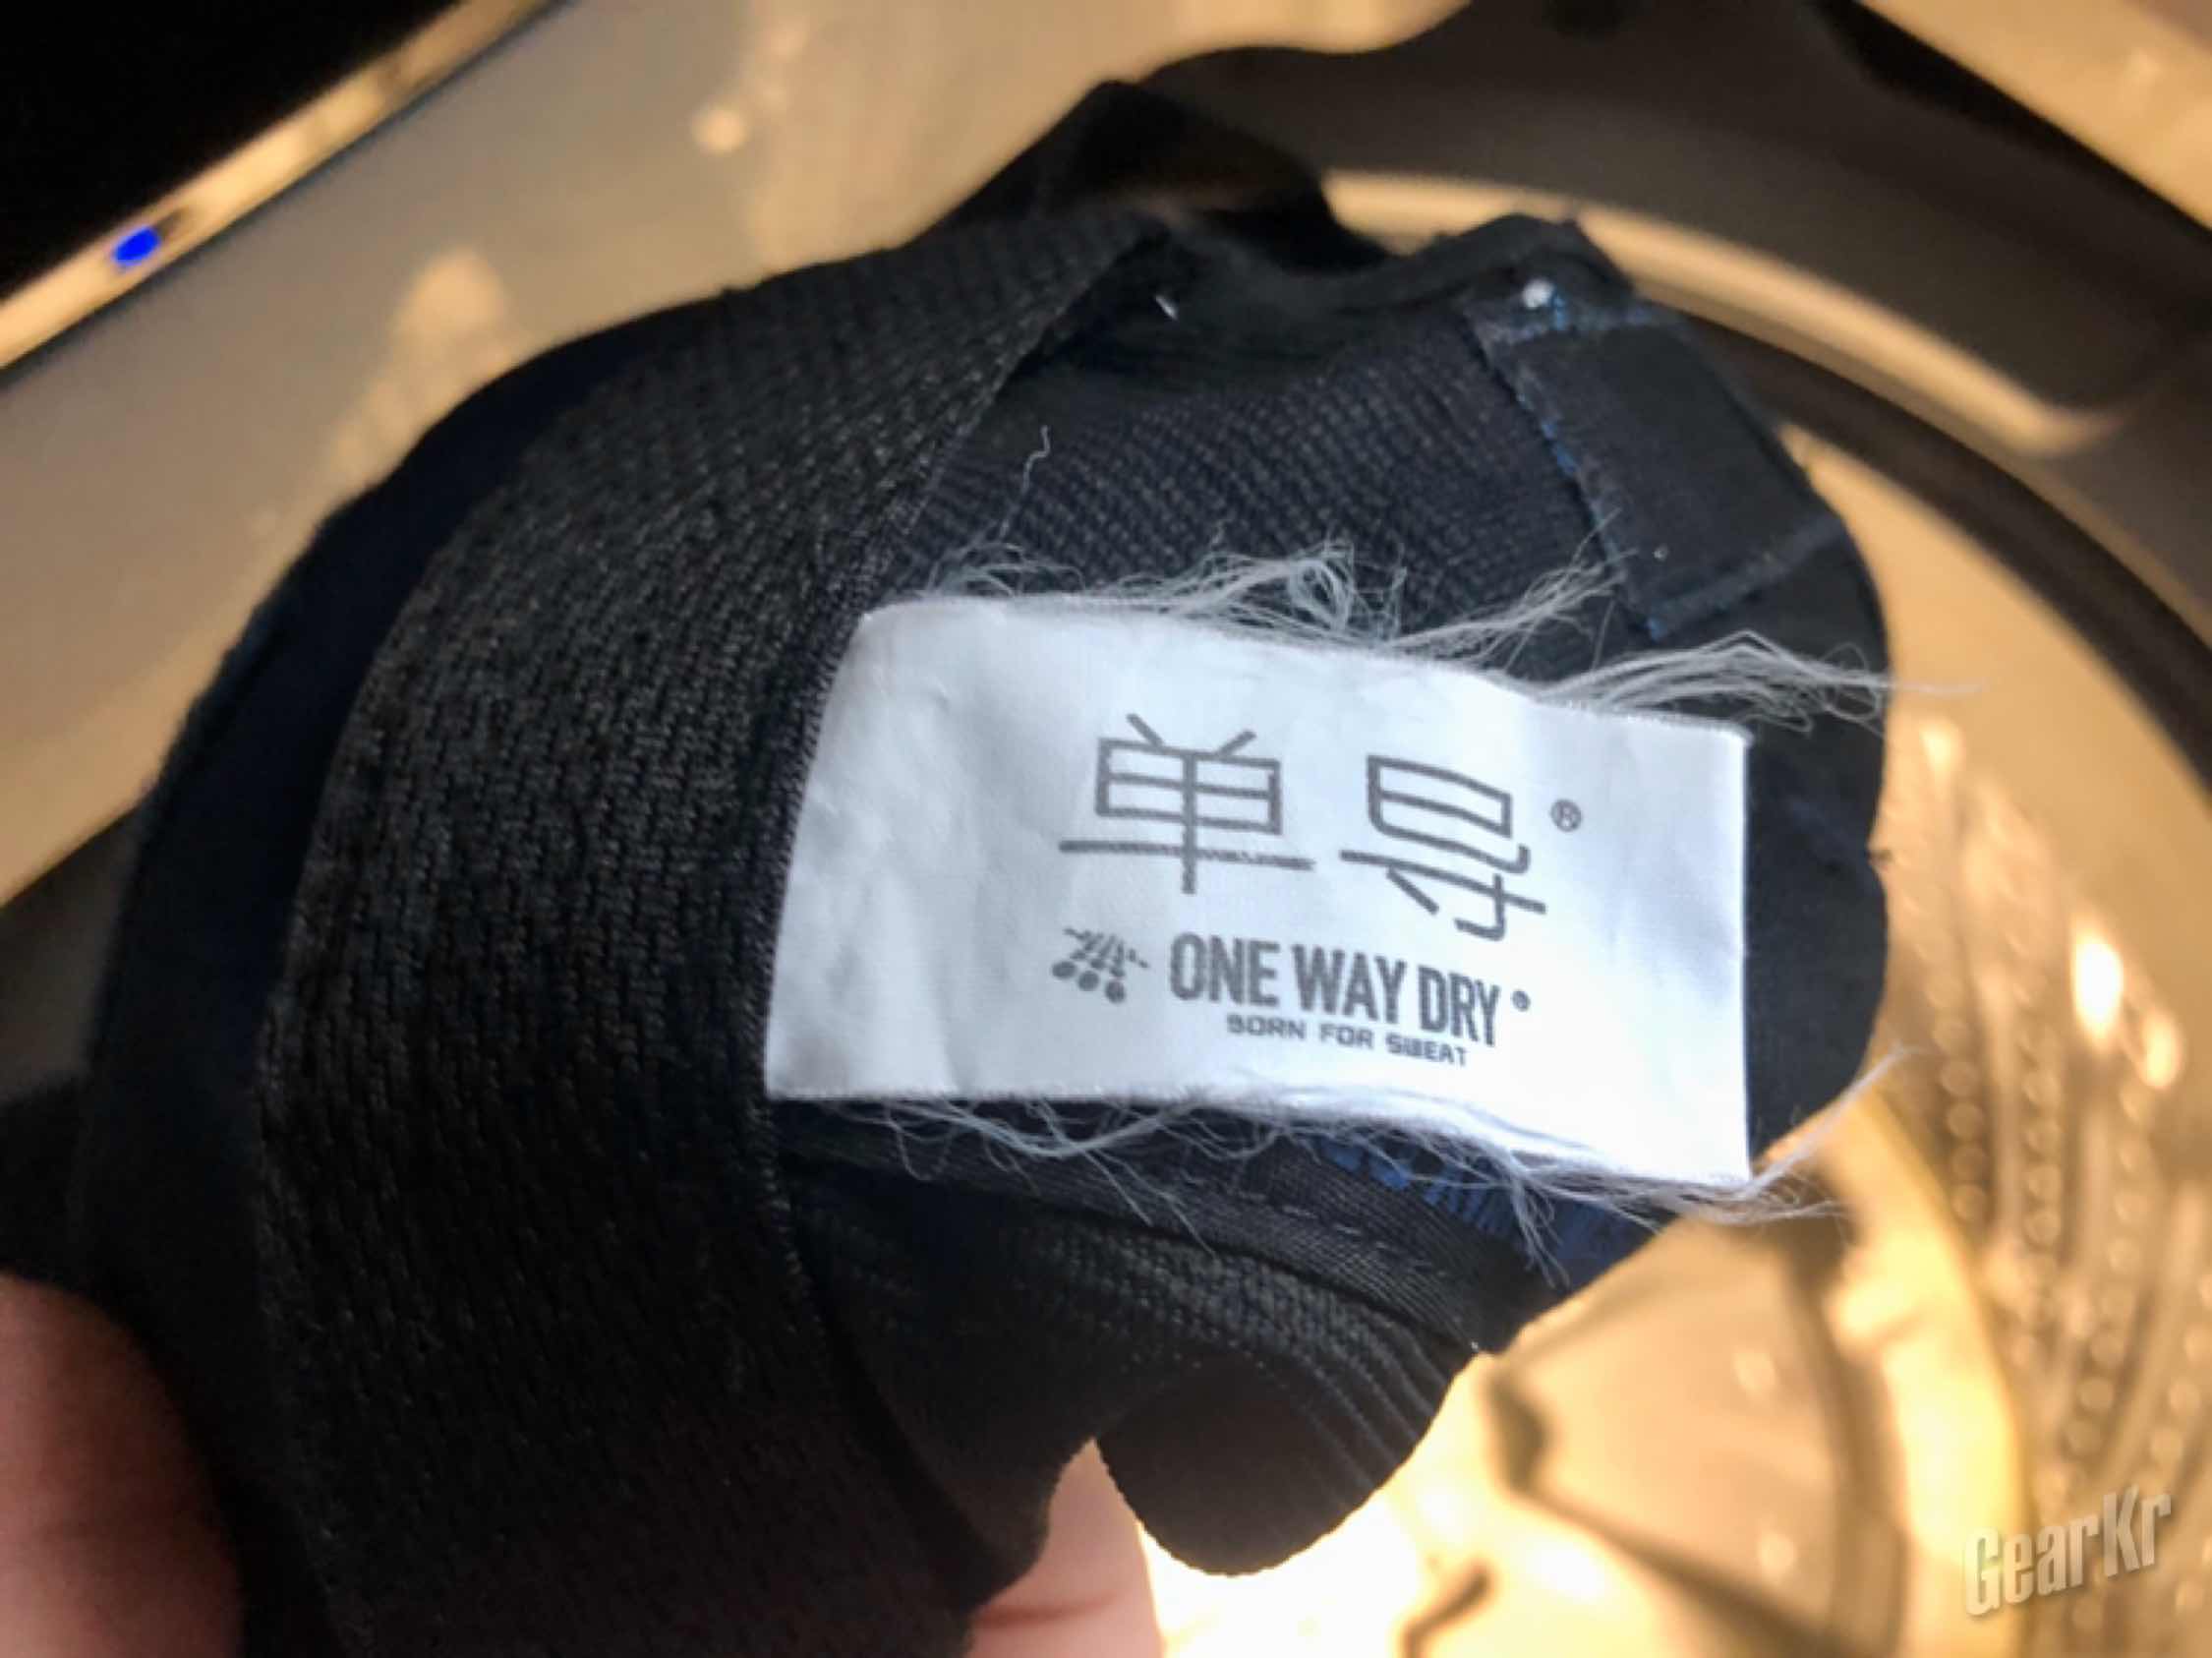 单导®
ONE WAY DRY®
BORN FOR SWEAT
GearKr